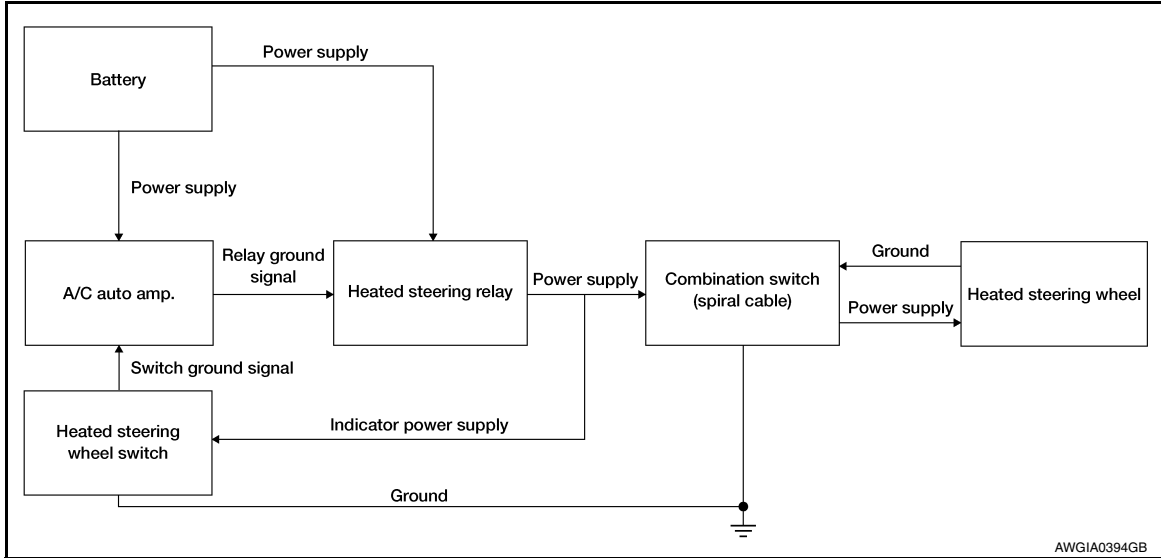 Power supply
Battery
Power supply
Relay ground
signal
A/C auto amp.
Heated steering relay
Power supply
Combination switch
(spiral cable)
Ground
Power supply
Heated steering wheel
Switch ground signal
Heated steering
wheel switch
Indicator power supply
Ground
AWGIA0394GB